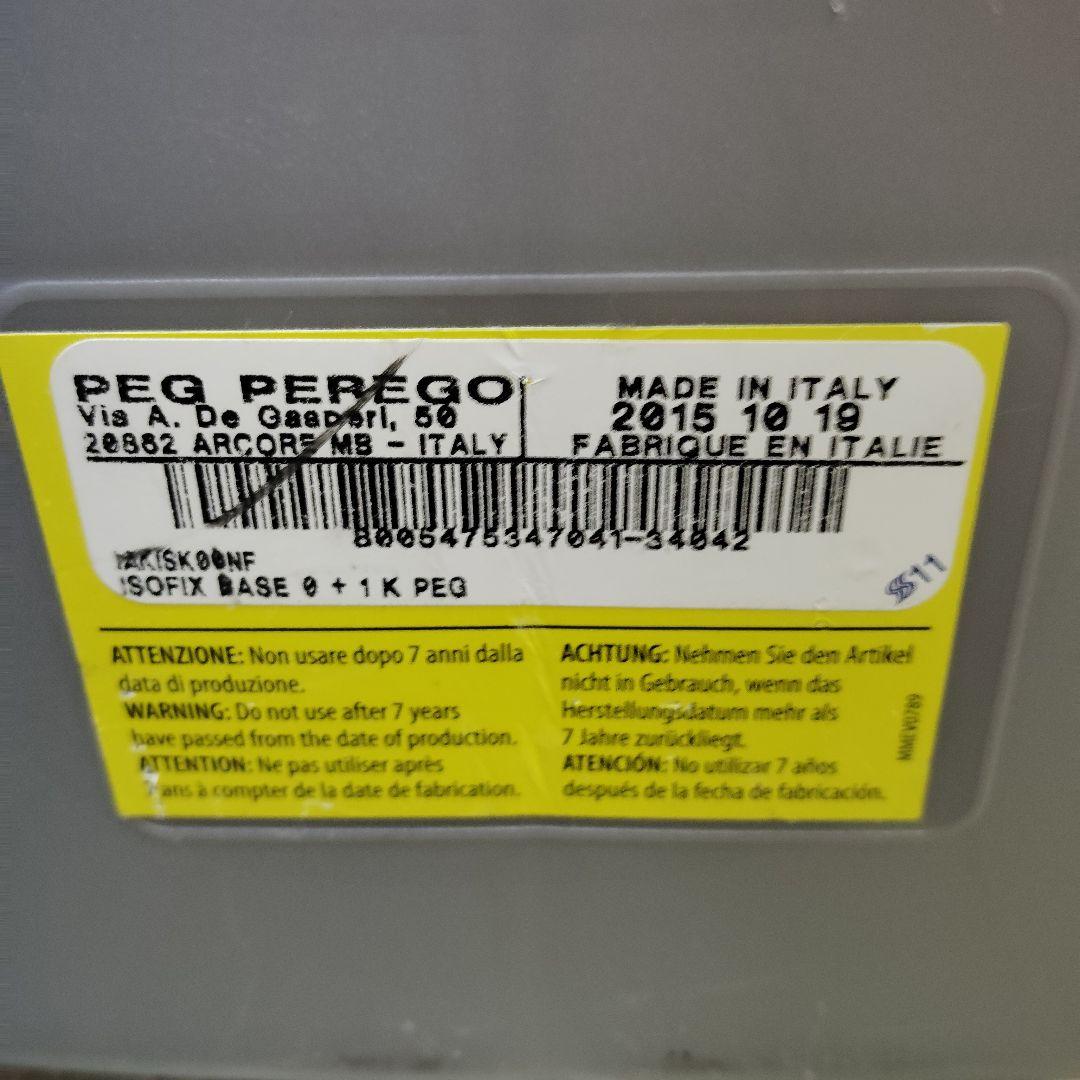 PEG PEREGO
Via A. De Gasperi, 50
20862 ARCORE MB - ITALY
MADE IN ITALY
2015 10 19
FABRIQUE EN ITALIE
8005475347041-34042
ISOFIX BASE 0 + 1 K PEG
S11
ATTENZIONE: Non usare dopo 7 anni dalla
data di produzione.
WARNING: Do not use after 7 years
have passed from the date of production.
ATTENTION: Ne pas utiliser après
7 ans à compter de la date de fabrication.
ACHTUNG: Nehmen Sie den Artikel
nicht in Gebrauch, wenn das
Herstellungsdatum mehr als
7 Jahre zurückliegt.
ATENCIÓN: No utilizar 7 años
después de la fecha de fabricación.